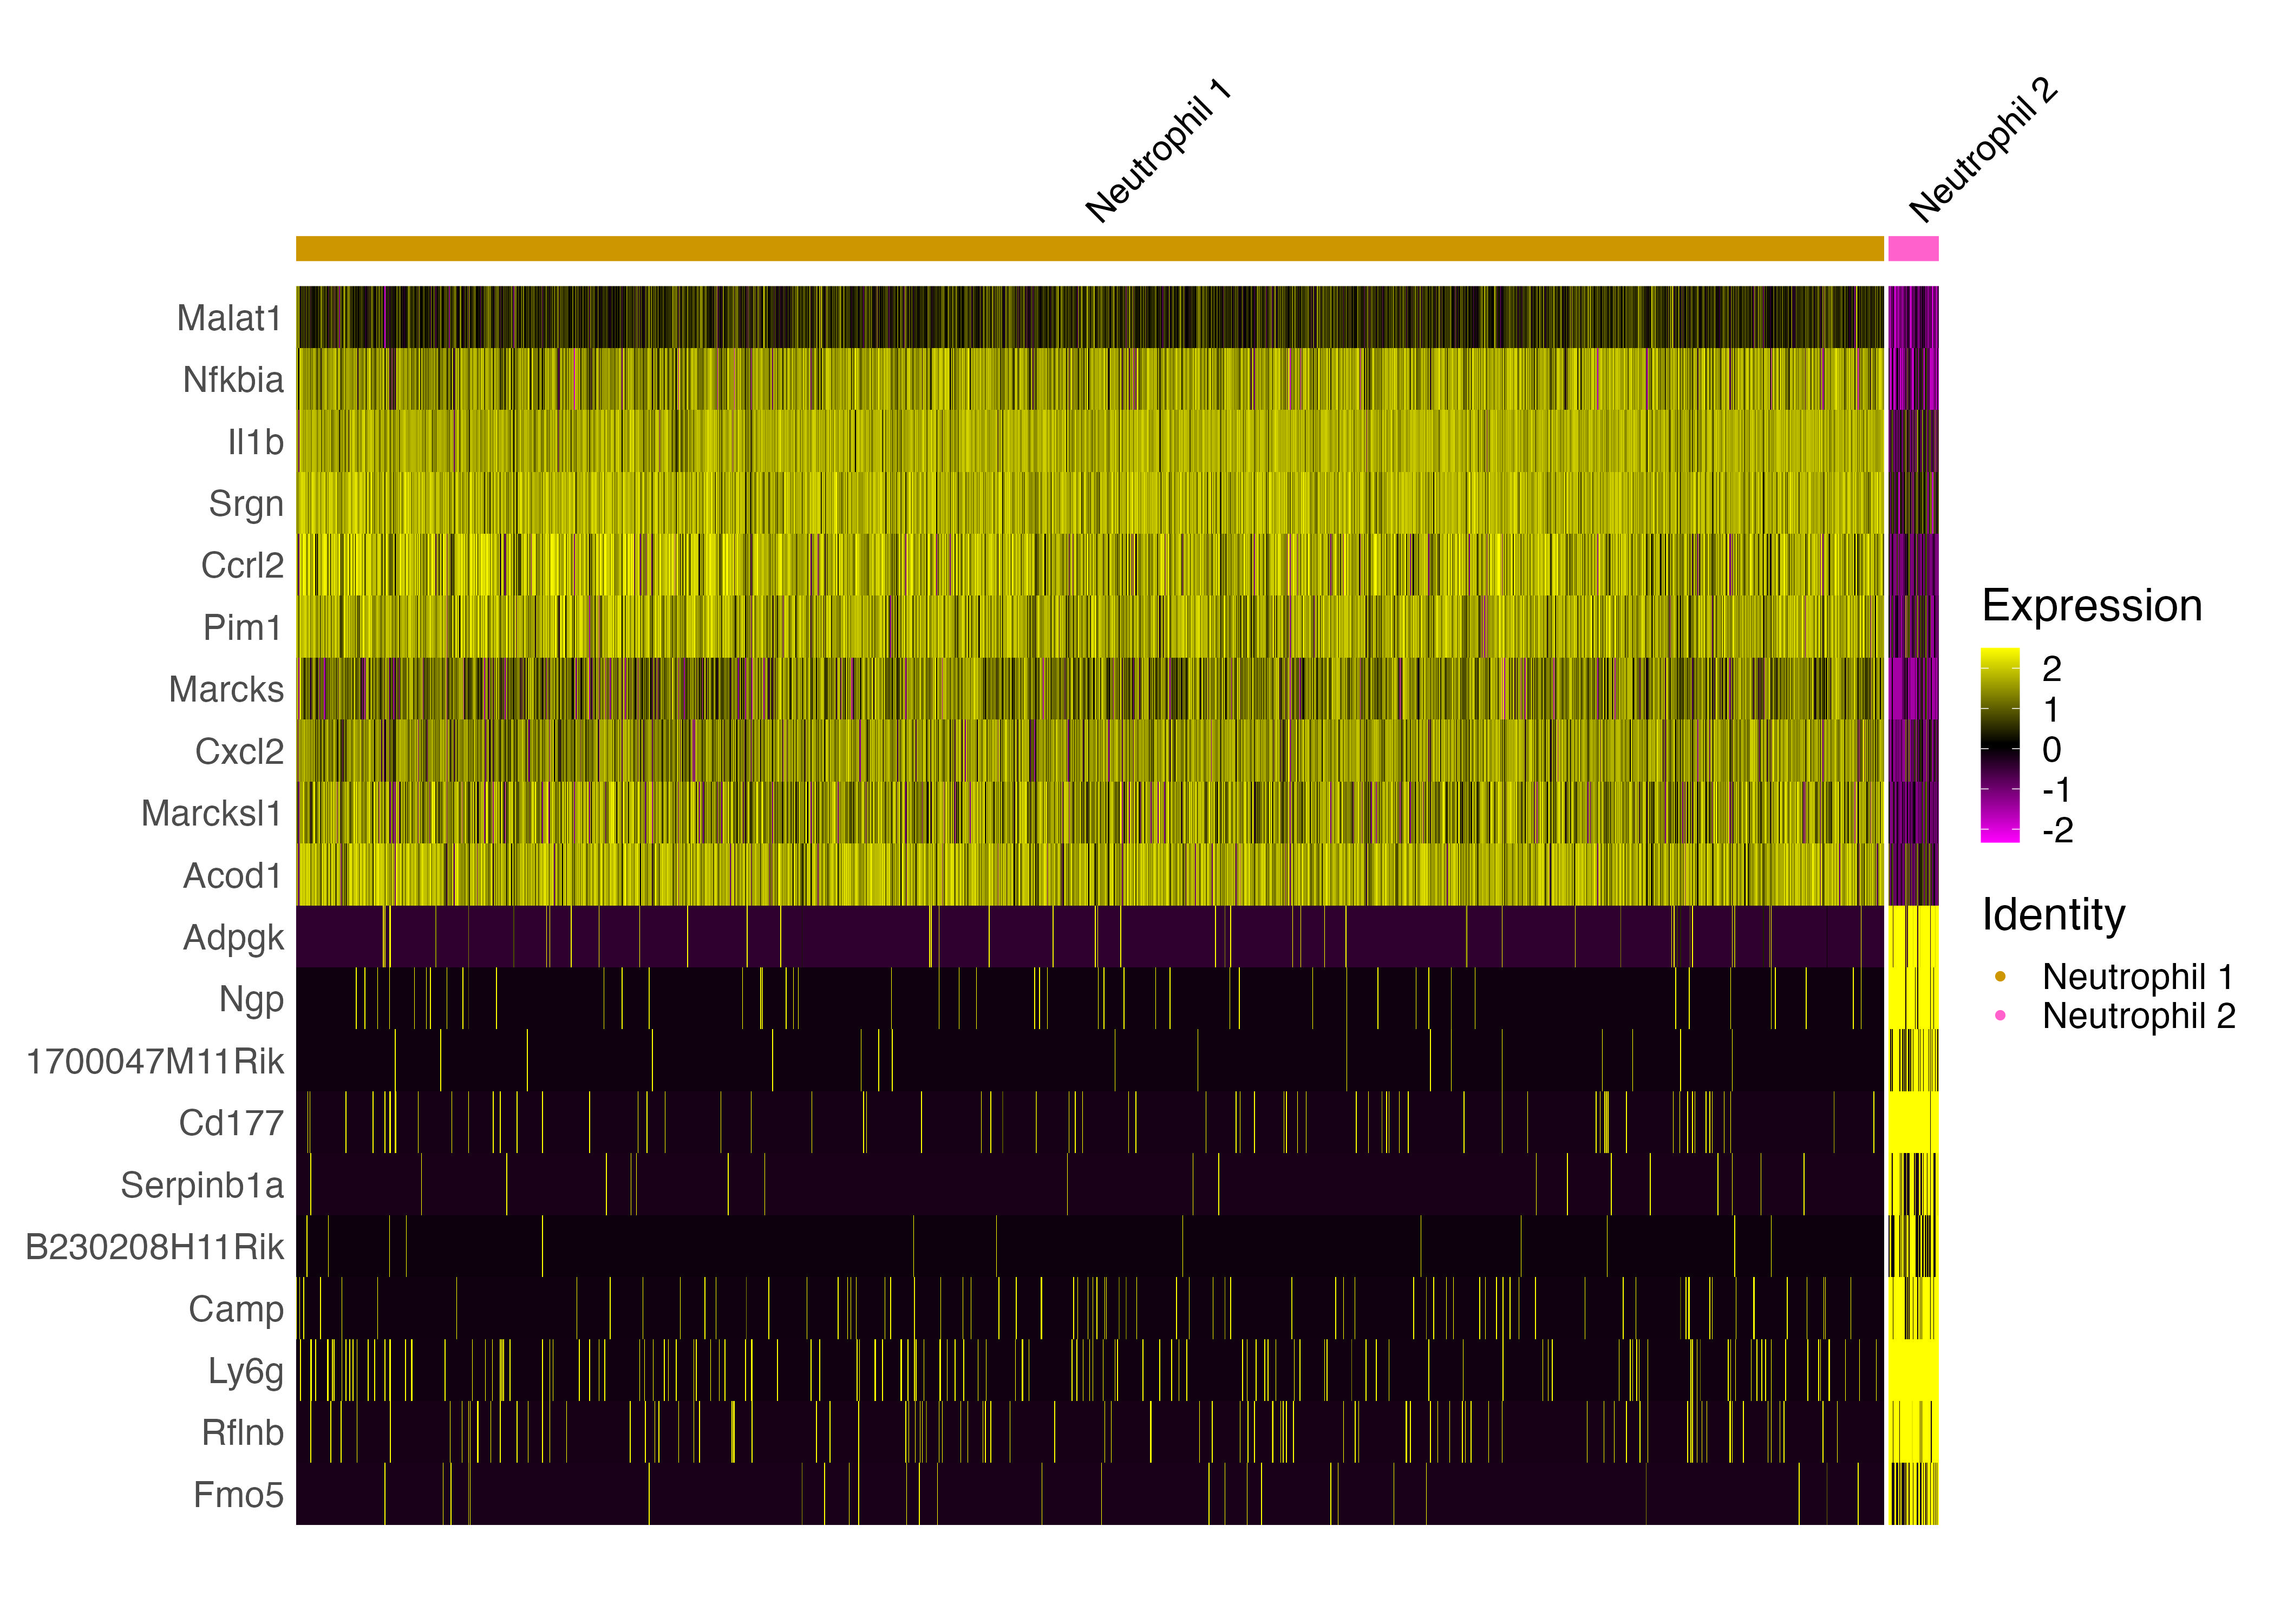 Neutrophil 1
Neutrophil 2
Malat1
Nfkbia
Il1b
Srgn
Ccrl2
Pim1
Marcks
Cxcl2
Marcksl1
Acod1
Adpgk
Ngp
1700047M11Rik
Cd177
Serpinb1a
B230208H11Rik
Camp
Ly6g
Rflnb
Fmo5
Expression
2
1
0
-1
-2
Identity
Neutrophil 1
Neutrophil 2